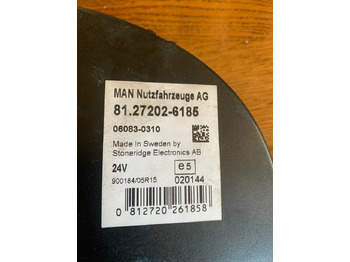 MAN Nutzfahrzeuge AG
81.27202-6185
06083-0310
Made In Sweden by
Stoneridge Electronics AB
24V
e5
900184/05R15
020144
0 812720 261858